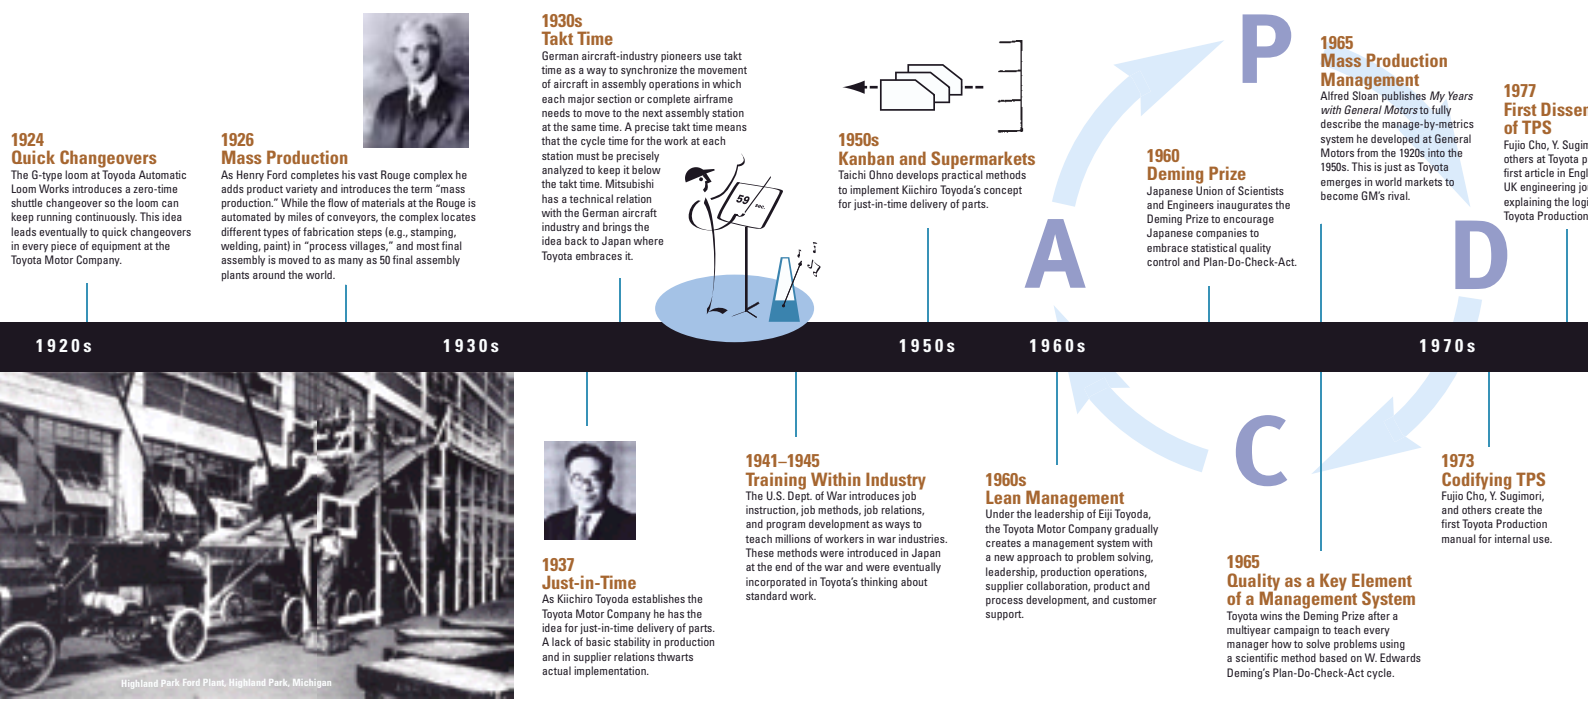 1924
Quick Changeovers
The G-type loom at Toyoda Automatic
Loom Works introduces a zero-time
shuttle changeover so the loom can
keep running continuously. This idea
leads eventually to quick changeovers
in every piece of equipment at the
Toyota Motor Company.
1926
Mass Production
As Henry Ford completes his vast Rouge complex he
adds product variety and introduces the term “mass
production.” While the flow of materials at the Rouge is
automated by miles of conveyors, the complex locates
different types of fabrication steps (e.g., stamping,
welding, paint) in “process villages,” and most final
assembly is moved to as many as 50 final assembly
plants around the world.
1930s
Takt Time
German aircraft-industry pioneers use takt
time as a way to synchronize the movement
of aircraft in assembly operations in which
each major section or complete airframe
needs to move to the next assembly station
at the same time. A precise takt time means
that the cycle time for the work at each
station must be precisely
analyzed to keep it below
the takt time. Mitsubishi
has a technical relation
with the German aircraft
industry and brings the
idea back to Japan where
Toyota embraces it.
59
sec.
1950s
Kanban and Supermarkets
Taichi Ohno develops practical methods
to implement Kiichiro Toyoda’s concept
for just-in-time delivery of parts.
P
A
D
C
1960
Deming Prize
Japanese Union of Scientists
and Engineers inaugurates the
Deming Prize to encourage
Japanese companies to
embrace statistical quality
control and Plan-Do-Check-Act.
1965
Mass Production
Management
Alfred Sloan publishes My Years
with General Motors to fully
describe the manage-by-metrics
system he developed at General
Motors from the 1920s into the
1950s. This is just as Toyota
emerges in world markets to
become GM’s rival.
1977
First Dissem
of TPS
Fujio Cho, Y. Sugim
others at Toyota p
first article in Engl
UK engineering jo
explaining the logi
Toyota Production
1920s
1930s
1950s
1960s
1970s
Highland Park Ford Plant, Highland Park, Michigan
1937
Just-in-Time
As Kiichiro Toyoda establishes the
Toyota Motor Company he has the
idea for just-in-time delivery of parts.
A lack of basic stability in production
and in supplier relations thwarts
actual implementation.
1941–1945
Training Within Industry
The U.S. Dept. of War introduces job
instruction, job methods, job relations,
and program development as ways to
teach millions of workers in war industries.
These methods were introduced in Japan
at the end of the war and were eventually
incorporated in Toyota’s thinking about
standard work.
1960s
Lean Management
Under the leadership of Eiji Toyoda,
the Toyota Motor Company gradually
creates a management system with
a new approach to problem solving,
leadership, production operations,
supplier collaboration, product and
process development, and customer
support.
1965
Quality as a Key Element
of a Management System
Toyota wins the Deming Prize after a
multiyear campaign to teach every
manager how to solve problems using
a scientific method based on W. Edwards
Deming’s Plan-Do-Check-Act cycle.
1973
Codifying TPS
Fujio Cho, Y. Sugimori,
and others create the
first Toyota Production
manual for internal use.